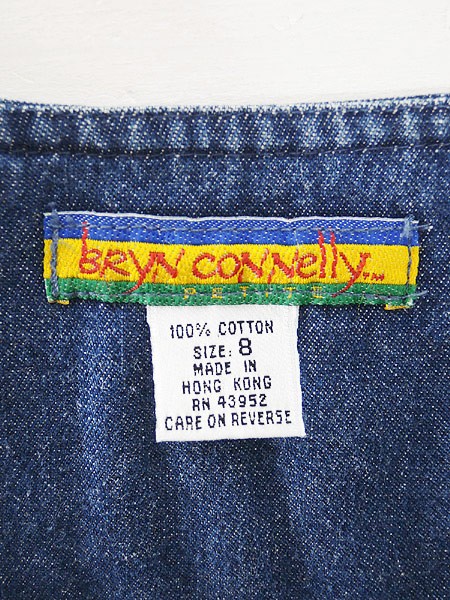 bRYN CONNelly...
PETITE
100% COTTON
SIZE: 8
MADE IN
HONG KONG
RN 43952
CARE ON REVERSE